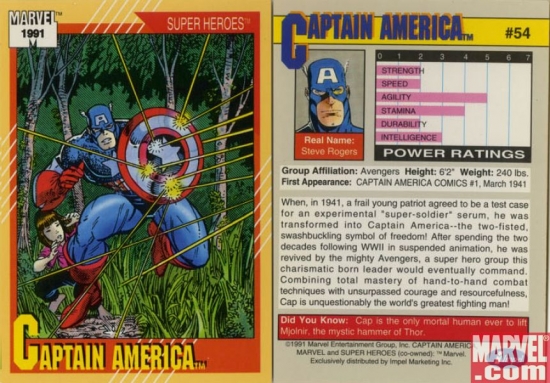 MARVEL™
1991
SUPER HEROES™
CAPTAIN AMERICA™
CAPTAIN AMERICA™
#54
0 1 2 3 4 5 6 7
STRENGTH
SPEED
AGILITY
STAMINA
DURABILITY
INTELLIGENCE
POWER RATINGS
Real Name:
Steve Rogers
Group Affiliation: Avengers Height: 6'2" Weight: 240 lbs.
First Appearance: CAPTAIN AMERICA COMICS #1, March 1941
When, in 1941, a frail young patriot agreed to be a test case
for an experimental "super-soldier" serum, he was
transformed into Captain America--the two-fisted,
swashbuckling symbol of freedom! After spending the two
decades following WWII in suspended animation, he was
revived by the mighty Avengers, a super hero group this
charismatic born leader would eventually command.
Combining total mastery of hand-to-hand combat
techniques with unsurpassed courage and resourcefulness,
Cap is unquestionably the world's greatest fighting man!
Did You Know: Cap is the only mortal human ever to lift
Mjolnir, the mystic hammer of Thor.
©1991 Marvel Entertainment Group, Inc. CAPTAIN AMERICA
MARVEL and SUPER HEROES (co-owned): ™ Marvel.
Exclusively distributed by Impel Marketing Inc.
MARVEL
.com